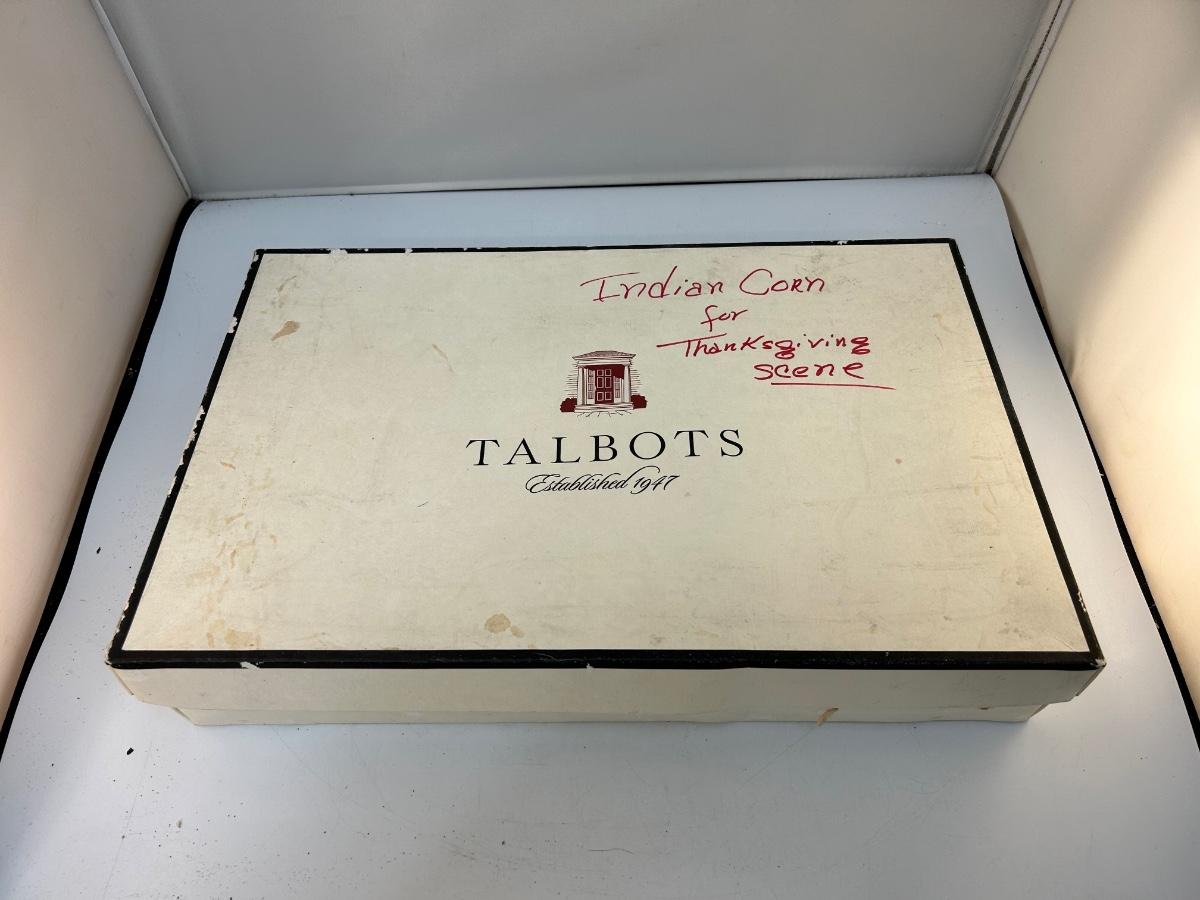 Indian Corn
for
Thanksgiving
scene
TALBOTS
Established 1947